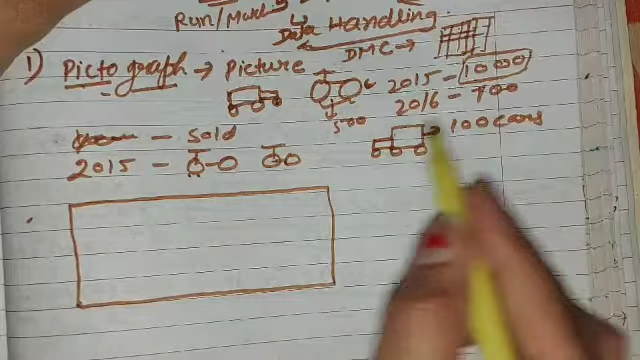 Run/Mark
Data Handling
DMC →
1) Pictograph → Picture
2015 - 1000
2016 - 700
500
- Sold
- 100 cars
2015 -